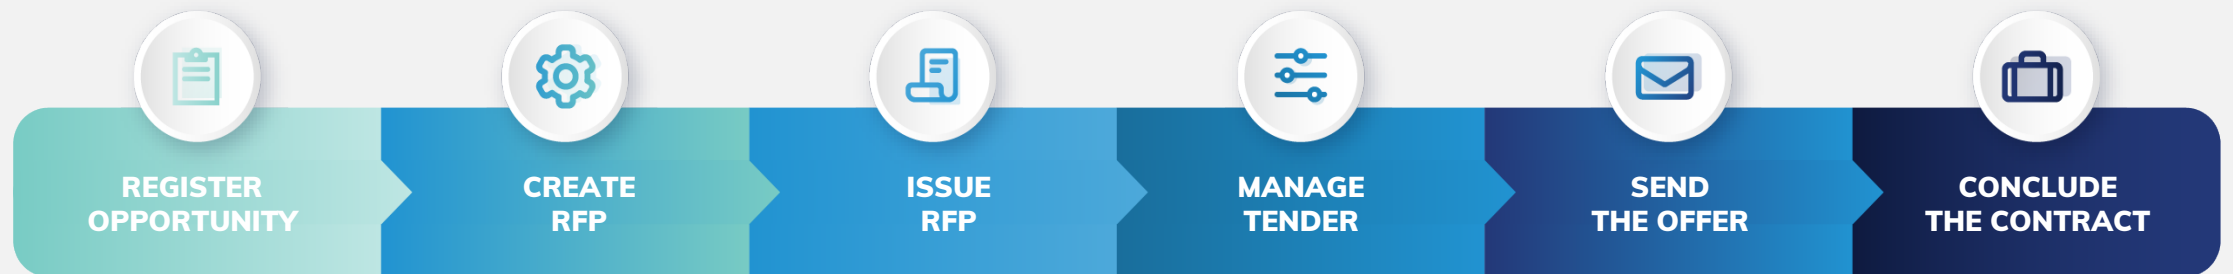 REGISTER
OPPORTUNITY
CREATE
RFP
ISSUE
RFP
MANAGE
TENDER
SEND
THE OFFER
CONCLUDE
THE CONTRACT